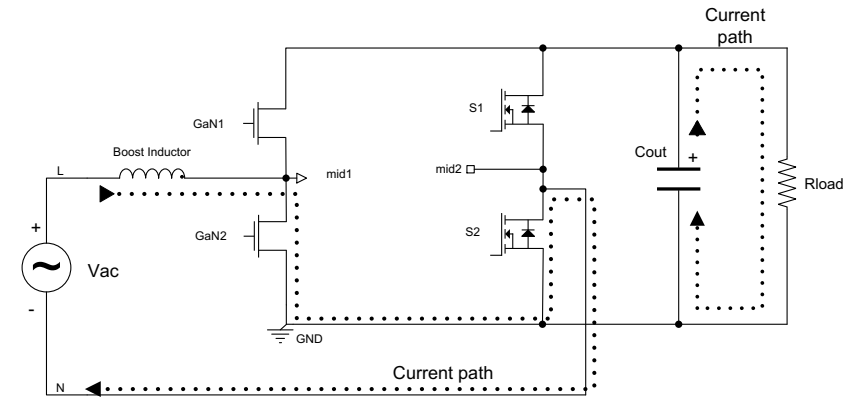 Current
path
S1
GaN1
Boost Inductor
Cout
+
L
mid1
mid2
Rload
+
GaN2
S2
Vac
-
GND
Current path
N